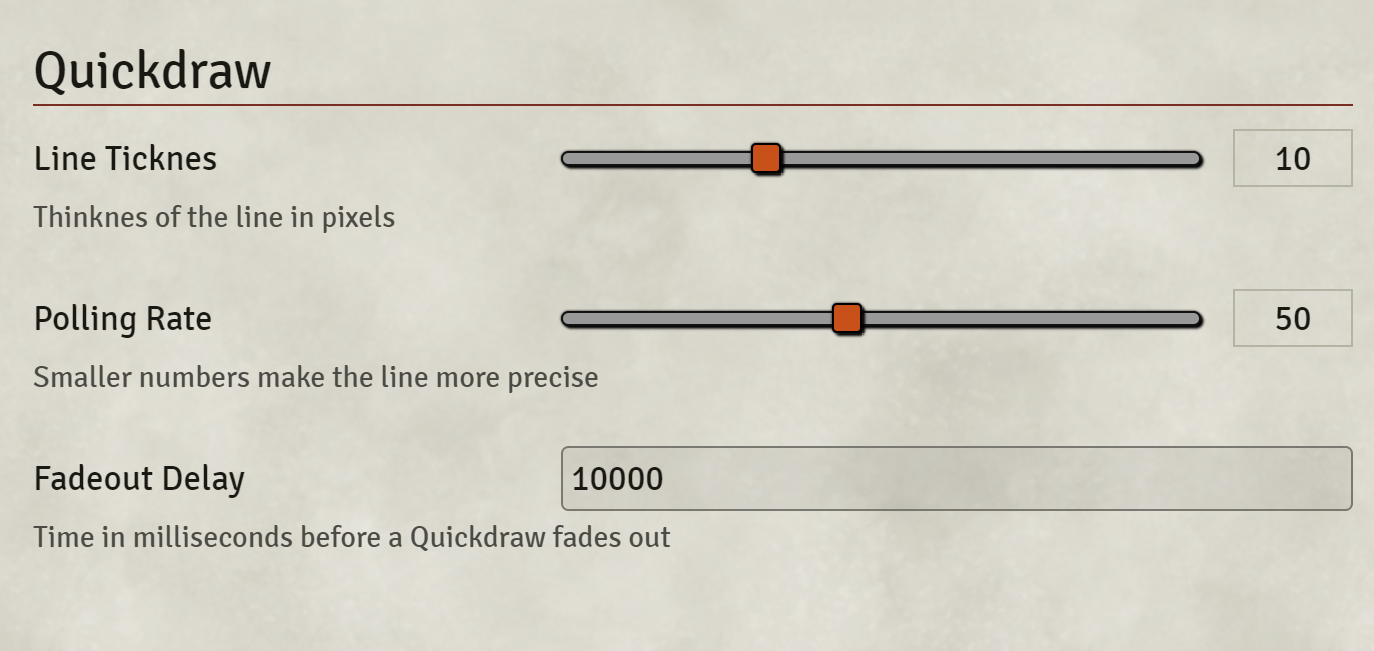 Quickdraw
Line Ticknes
10
Thinknes of the line in pixels
Polling Rate
50
Smaller numbers make the line more precise
Fadeout Delay
10000
Time in milliseconds before a Quickdraw fades out